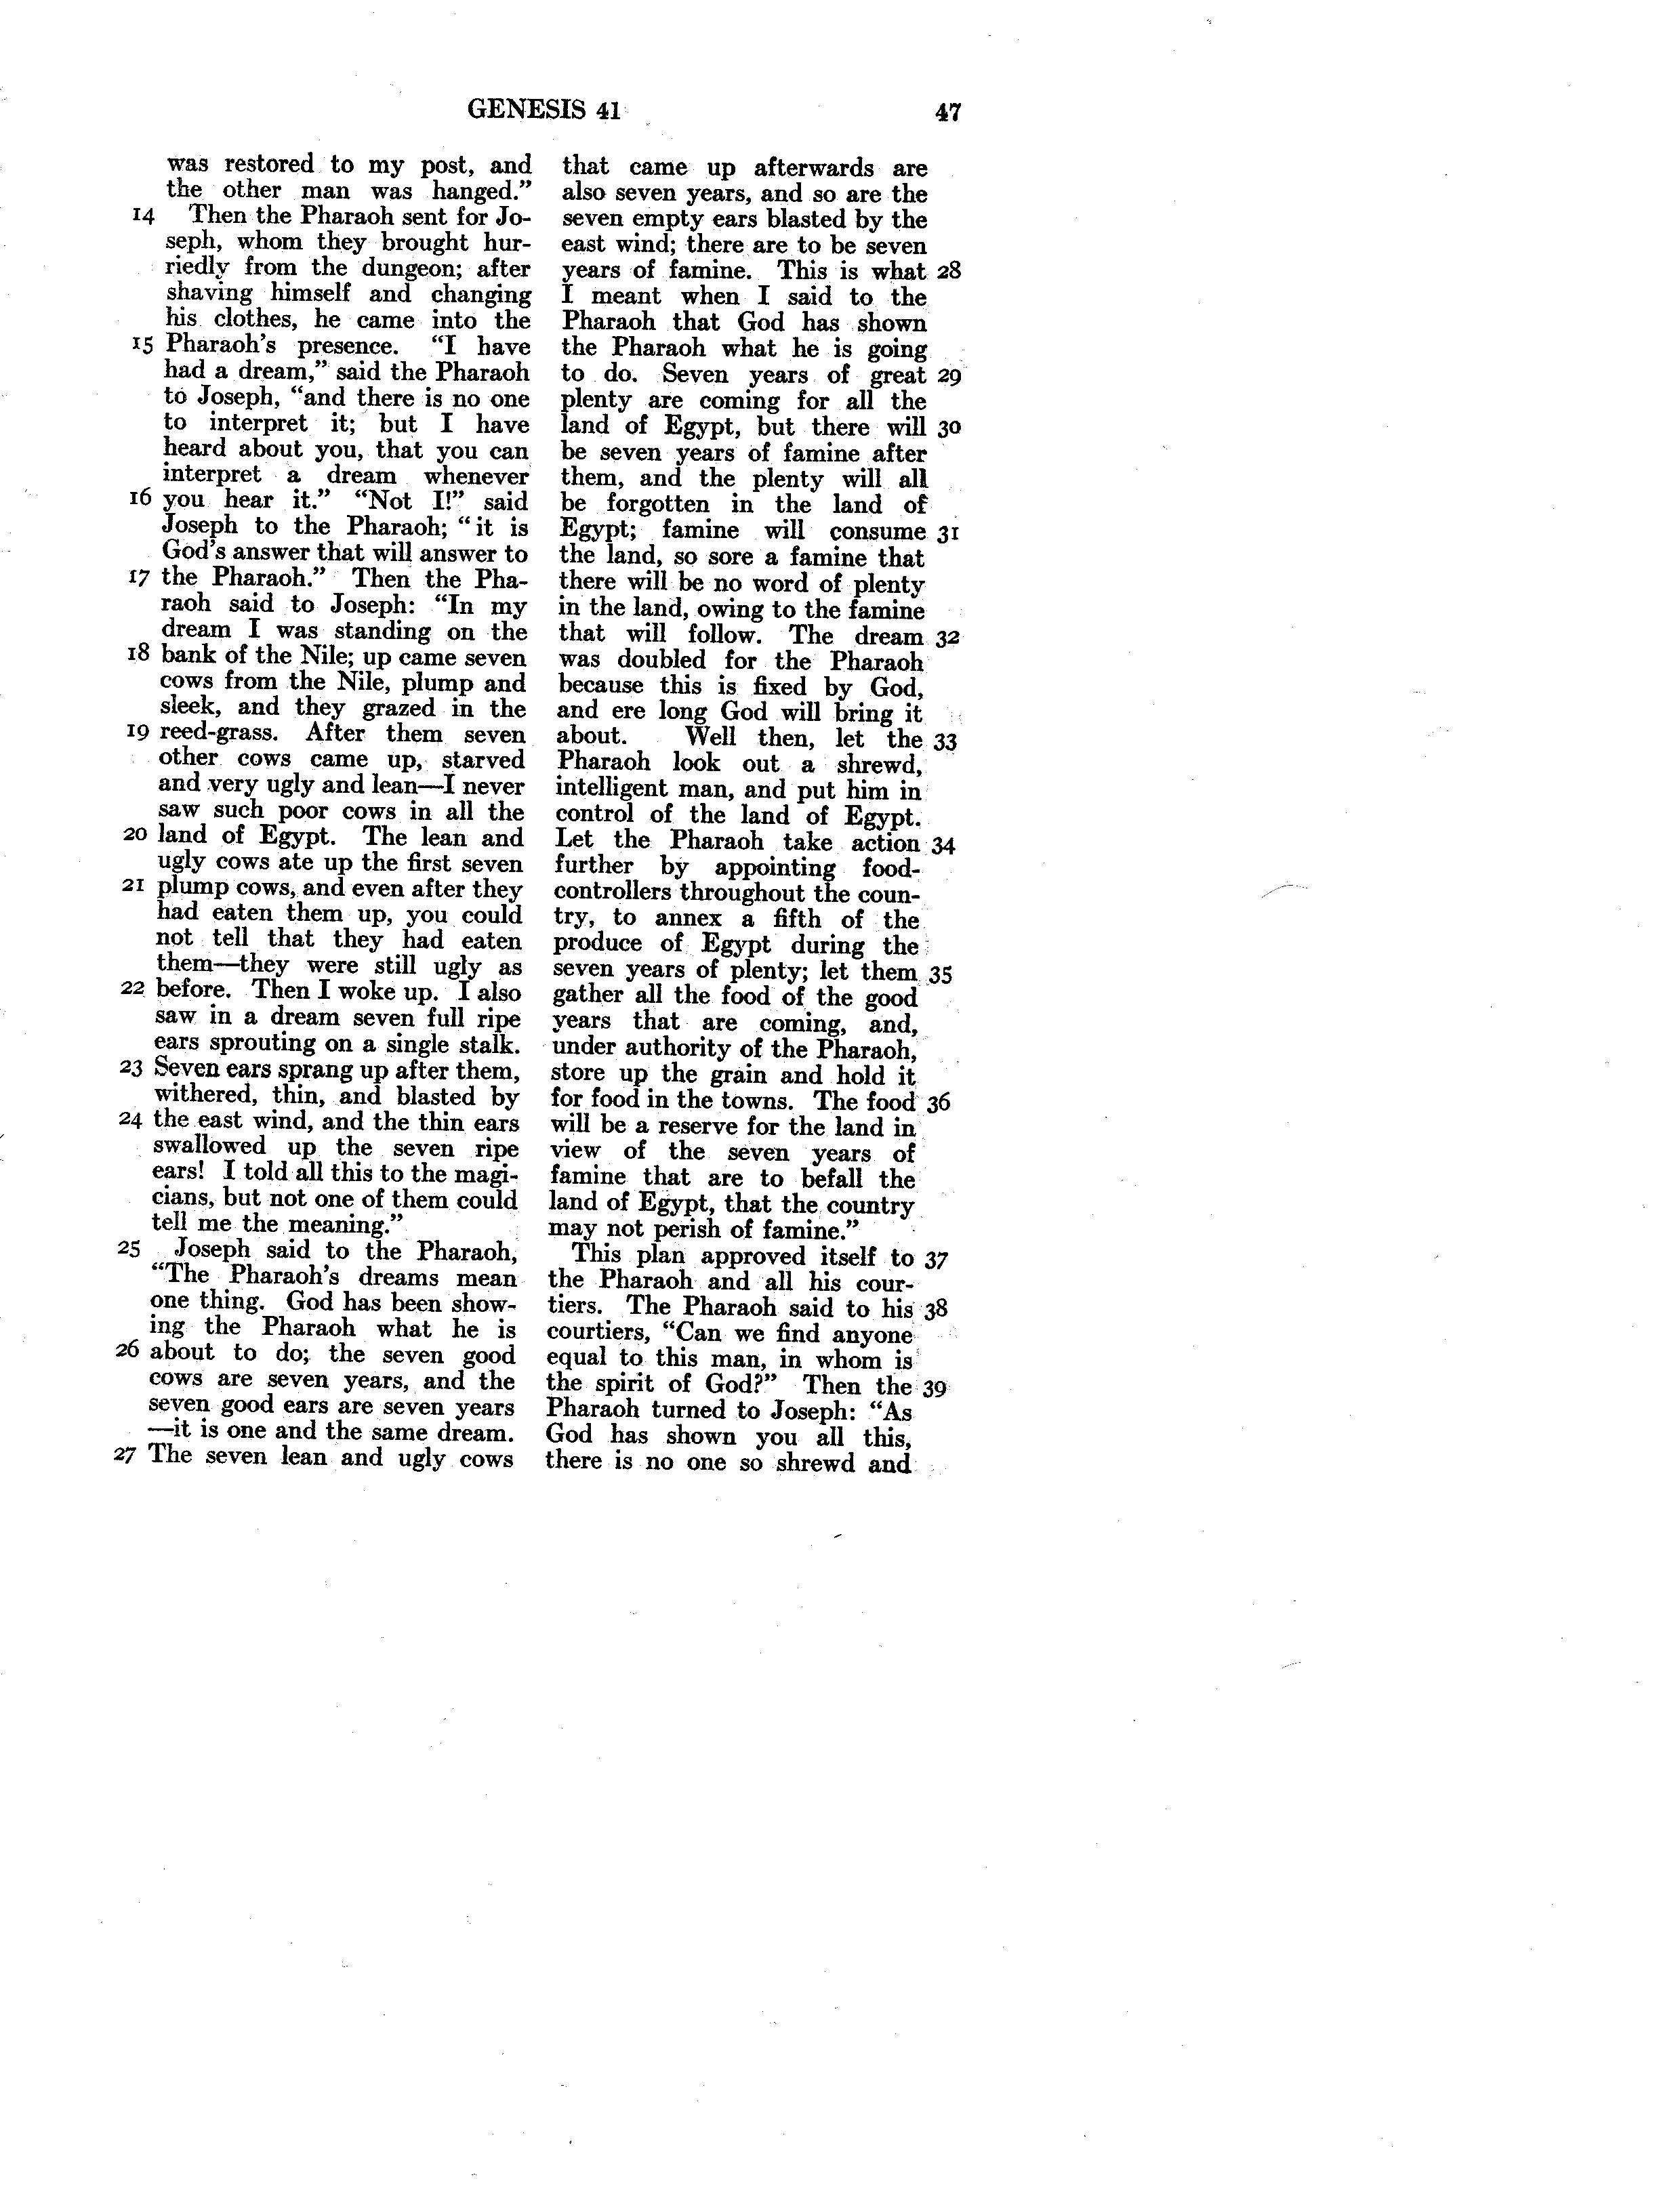 GENESIS 41 47
was restored to my post, and
the other man was hanged.”
14 Then the Pharaoh sent for Jo-
seph, whom they brought hur-
riedly from the dungeon; after
shaving himself and changing
his clothes, he came into the
15 Pharaoh’s presence. “I have
had a dream,” said the Pharaoh
to Joseph, “and there is no one
to interpret it; but I have
heard about you, that you can
interpret a dream whenever
16 you hear it.” “Not I!” said
Joseph to the Pharaoh; “it is
God’s answer that will answer to
17 the Pharaoh.” Then the Pha-
raoh said to Joseph: “In my
dream I was standing on the
18 bank of the Nile; up came seven
cows from the Nile, plump and
sleek, and they grazed in the
19 reed-grass. After them seven
other cows came up, starved
and very ugly and lean—I never
saw such poor cows in all the
20 land of Egypt. The lean and
ugly cows ate up the first seven
21 plump cows, and even after they
had eaten them up, you could
not tell that they had eaten
them—they were still ugly as
22 before. Then I woke up. I also
saw in a dream seven full ripe
ears sprouting on a single stalk.
23 Seven ears sprang up after them,
withered, thin, and blasted by
24 the east wind, and the thin ears
swallowed up the seven ripe
ears! I told all this to the magi-
cians, but not one of them could
tell me the meaning.”
25 Joseph said to the Pharaoh,
“The Pharaoh’s dreams mean
one thing. God has been show-
ing the Pharaoh what he is
26 about to do; the seven good
cows are seven years, and the
seven good ears are seven years
—it is one and the same dream.
27 The seven lean and ugly cows
that came up afterwards are
also seven years, and so are the
seven empty ears blasted by the
east wind; there are to be seven
years of famine. This is what 28
I meant when I said to the
Pharaoh that God has shown
the Pharaoh what he is going
to do. Seven years of great 29
plenty are coming for all the
land of Egypt, but there will 30
be seven years of famine after
them, and the plenty will all
be forgotten in the land of
Egypt; famine will consume 31
the land, so sore a famine that
there will be no word of plenty
in the land, owing to the famine
that will follow. The dream 32
was doubled for the Pharaoh
because this is fixed by God,
and ere long God will bring it
about. Well then, let the 33
Pharaoh look out a shrewd,
intelligent man, and put him in
control of the land of Egypt.
Let the Pharaoh take action 34
further by appointing food-
controllers throughout the coun-
try, to annex a fifth of the
produce of Egypt during the
seven years of plenty; let them 35
gather all the food of the good
years that are coming, and,
under authority of the Pharaoh,
store up the grain and hold it
for food in the towns. The food 36
will be a reserve for the land in
view of the seven years of
famine that are to befall the
land of Egypt, that the country
may not perish of famine.”
This plan approved itself to 37
the Pharaoh and all his cour-
tiers. The Pharaoh said to his 38
courtiers, “Can we find anyone
equal to this man, in whom is
the spirit of God?” Then the 39
Pharaoh turned to Joseph: “As
God has shown you all this,
there is no one so shrewd and